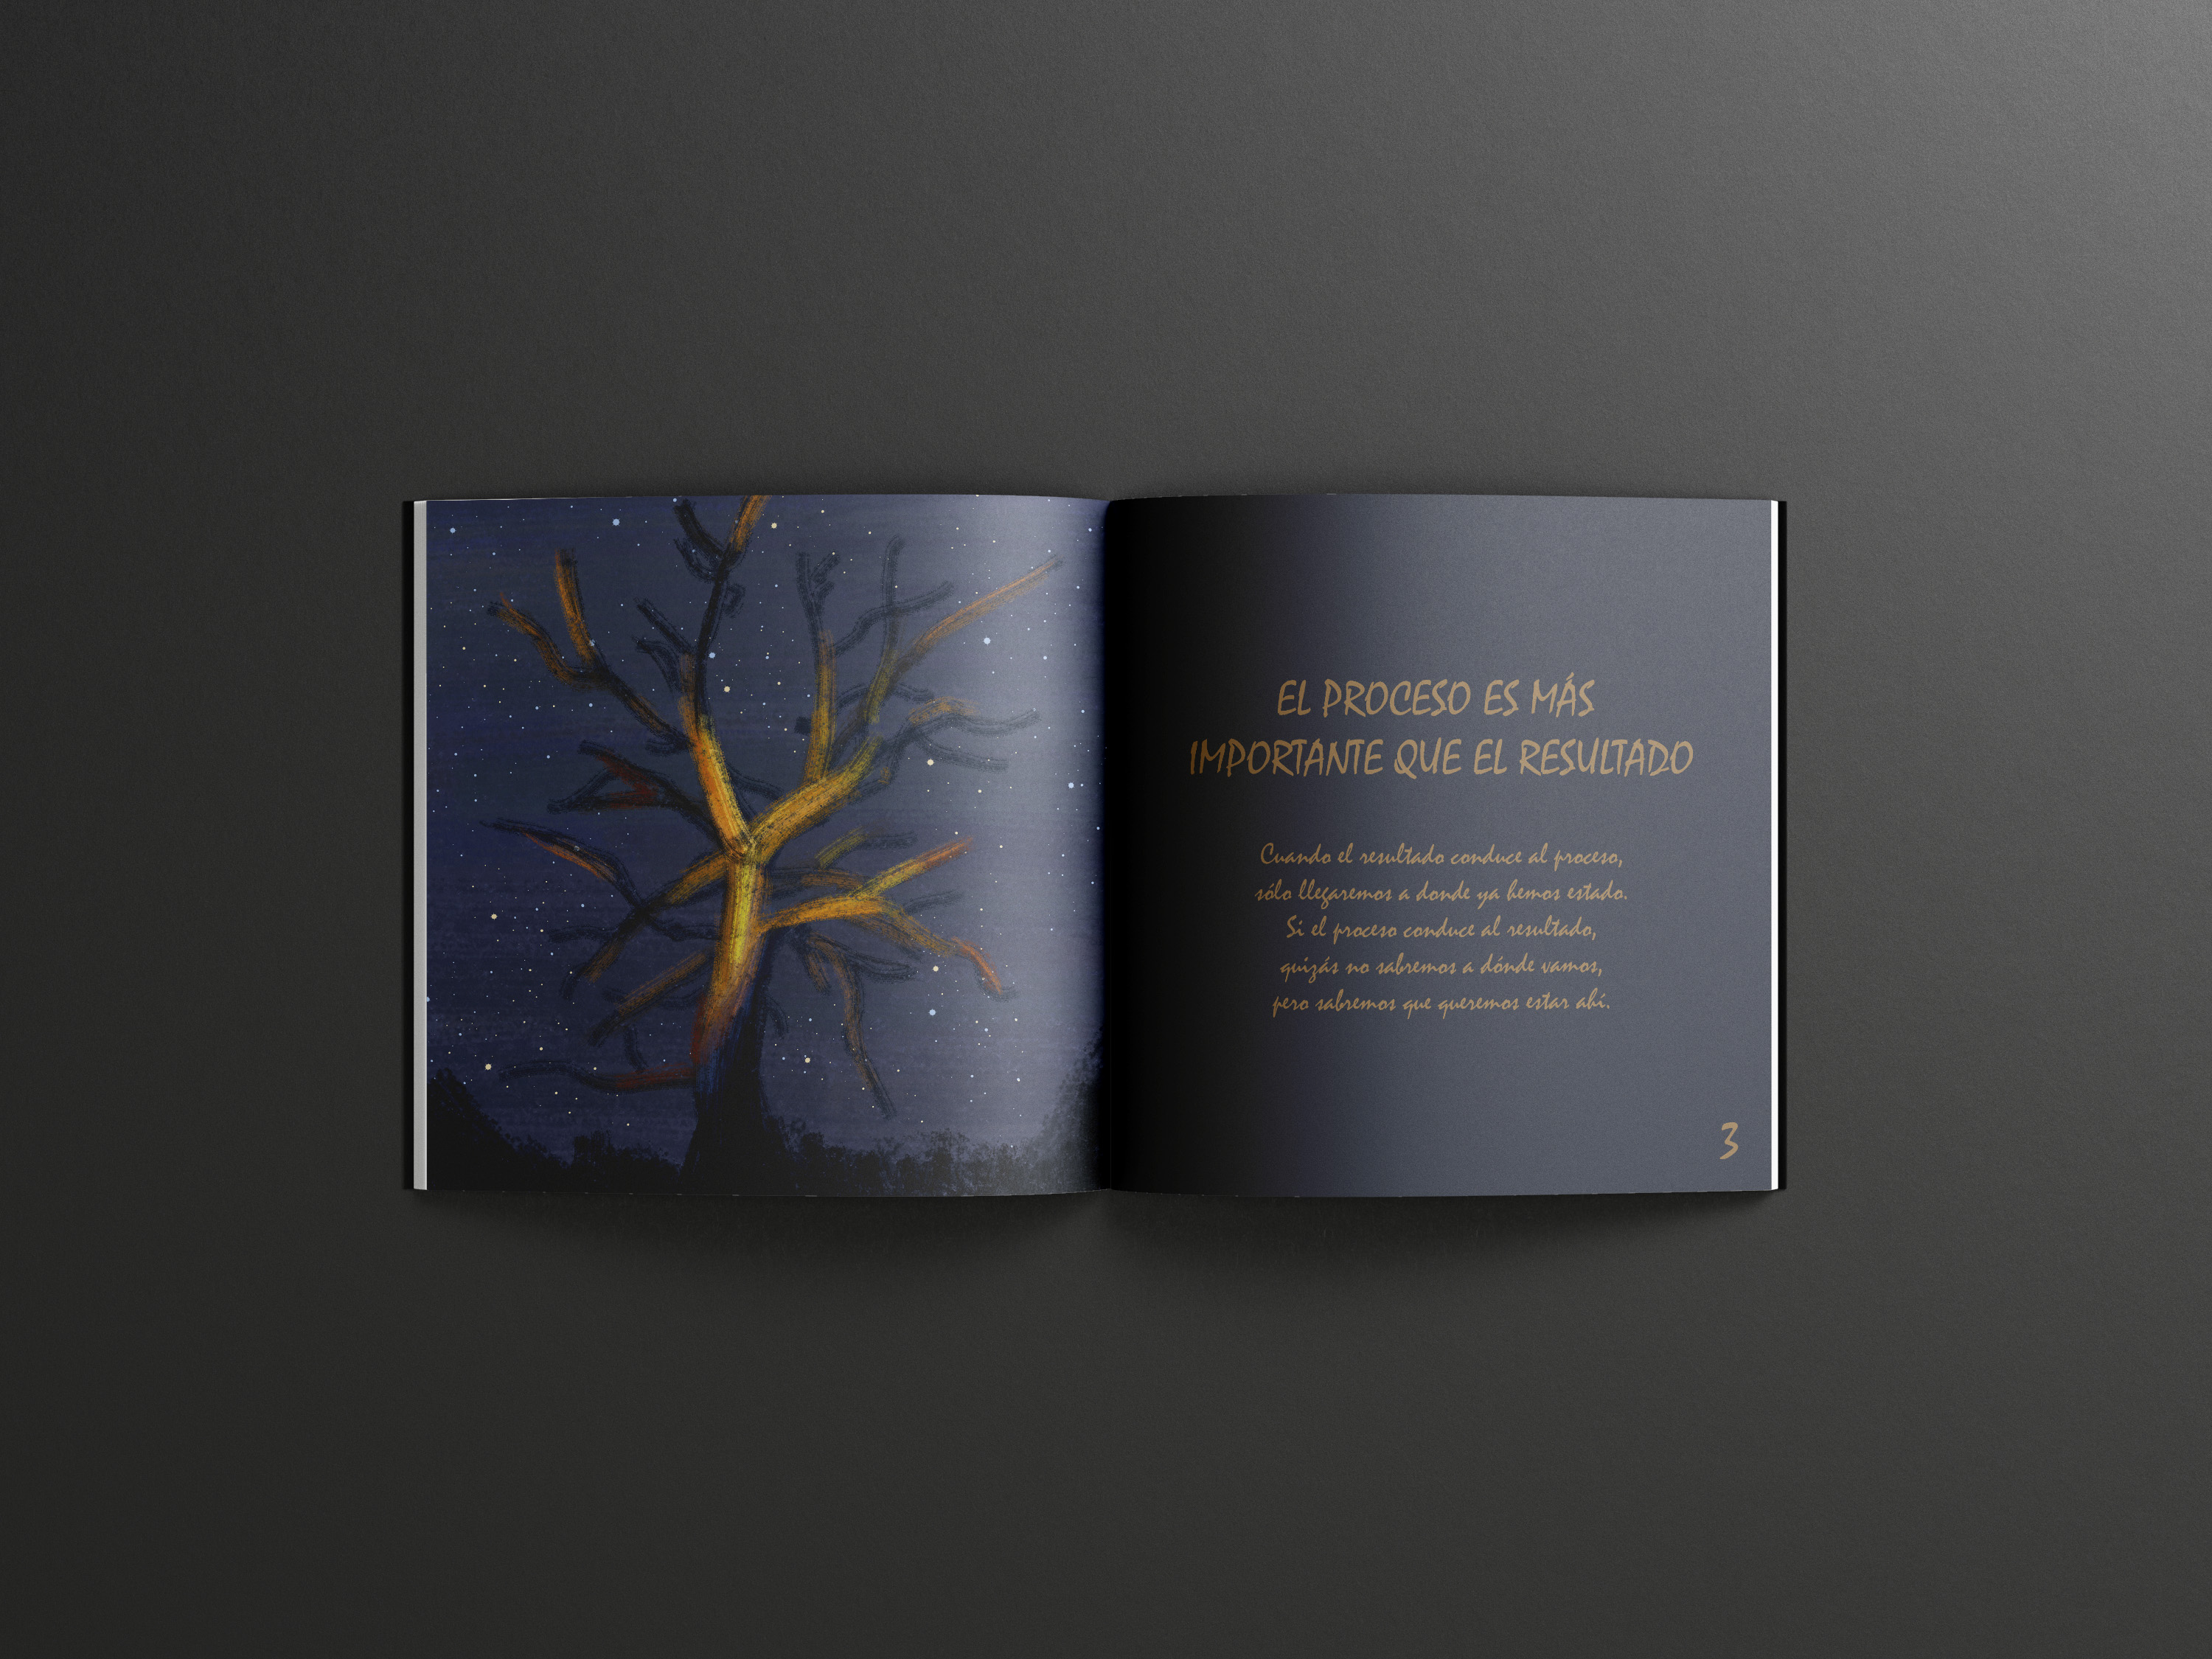 EL PROCESO ES MÁS
IMPORTANTE QUE EL RESULTADO
Cuando el resultado conduce al proceso,
sólo llegaremos a donde ya hemos estado.
Si el proceso conduce al resultado,
quizás no sabremos a dónde vamos,
pero sabremos que queremos estar ahí.
3